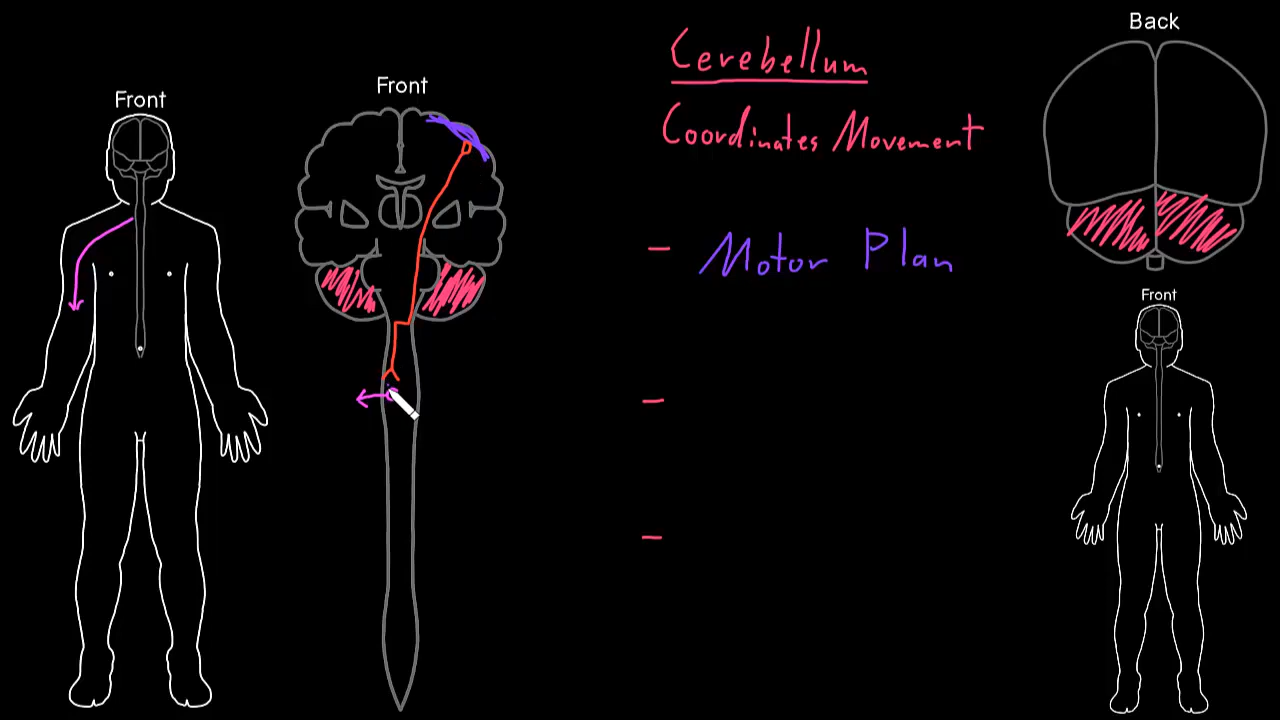 Front
Front
Cerebellum
Coordinates Movement
- Motor Plan
-
-
Back
Front